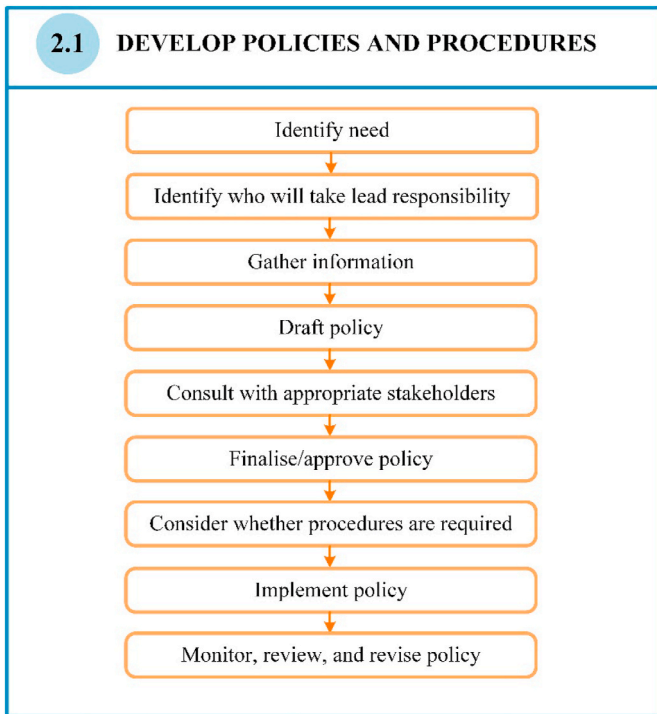 2.1 DEVELOP POLICIES AND PROCEDURES
Identify need
Identify who will take lead responsibility
Gather information
Draft policy
Consult with appropriate stakeholders
Finalise/approve policy
Consider whether procedures are required
Implement policy
Monitor, review, and revise policy